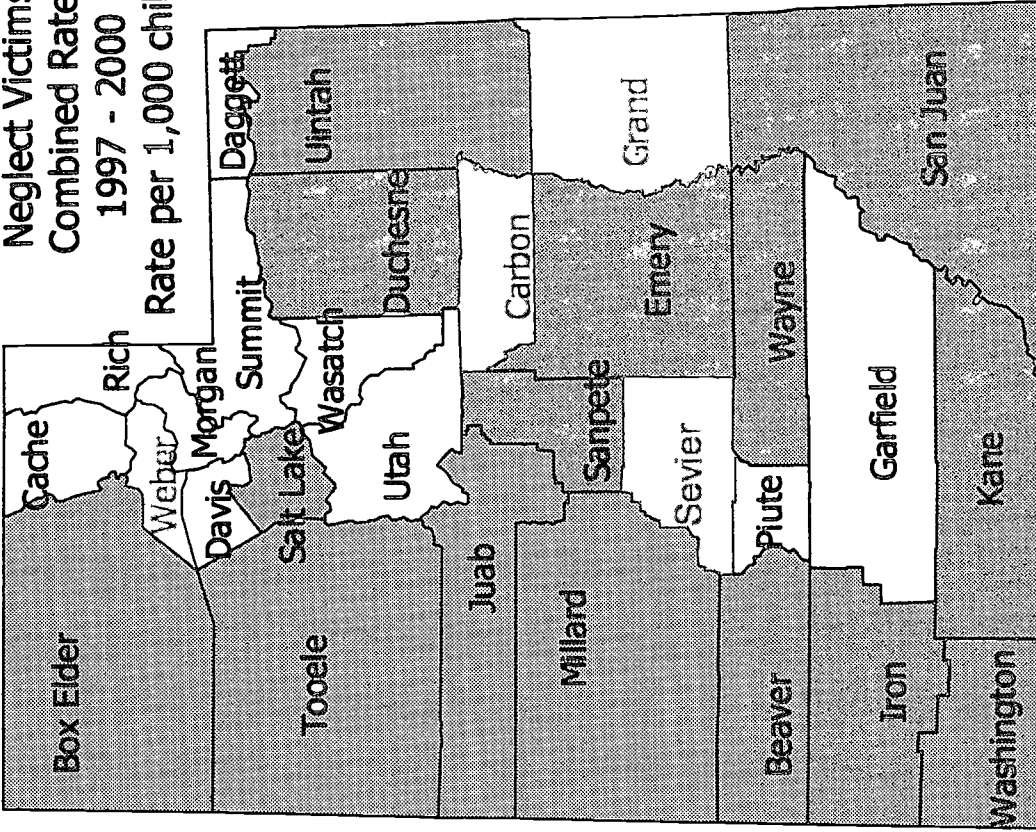 Neglect Victims
Combined Rate
1997 - 2000
Rate per 1,000 chil
Rich
Cache
Box Elder
Weber
Morgan
Daggett
Summit
Davis
Salt Lake
Tooele
Uintah
Duchesne
Wasatch
Utah
Juab
Carbon
Grand
Emery
Sanpete
Millard
Sevier
Wayne
Piute
Beaver
San Juan
Garfield
Iron
Kane
Washington